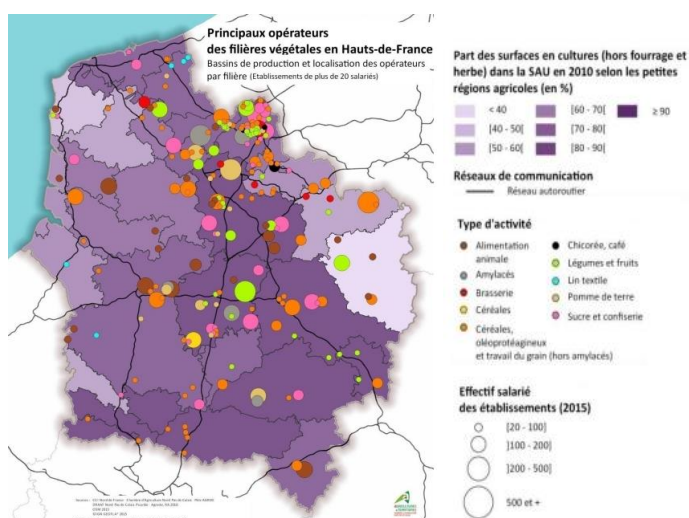 Principaux opérateurs
des filières végétales en Hauts-de-France
Bassins de production et localisation des opérateurs
par filière (Etablissements de plus de 20 salariés)
Part des surfaces en cultures (hors fourrage et
herbe) dans la SAU en 2010 selon les petites
régions agricoles (en %)
< 40
[60 - 70[
≥ 90
[40 - 50[
[70 - 80[
[50 - 60[
[80 - 90[
Réseaux de communication
Réseau autoroutier
Type d'activité
Alimentation
animale
Amylacés
Brasserie
Céréales
Céréales,
oléoprotéagineux
et travail du grain (hors amylacés)
Chicorée, café
Légumes et fruits
Lin textile
Pomme de terre
Sucre et confiserie
Effectif salarié
des établissements (2015)
[20 - 100]
]100 - 200]
]200 - 500]
500 et +